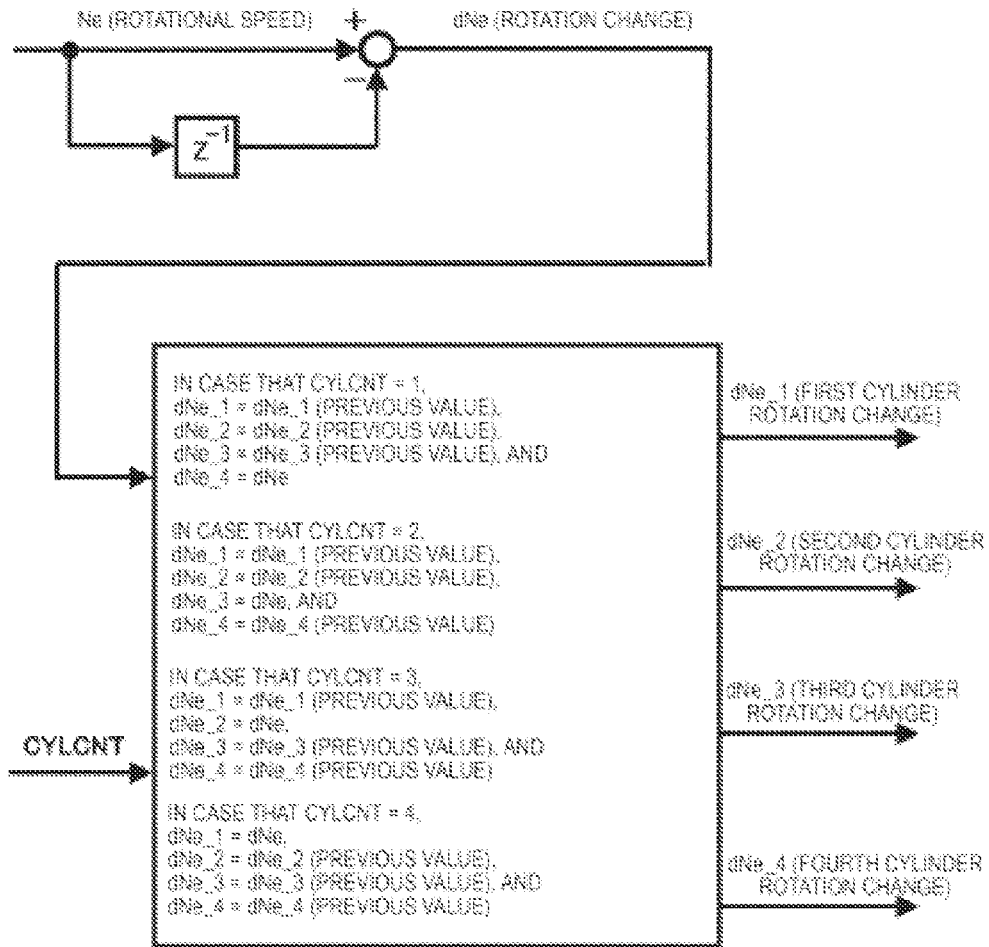 Ne (ROTATIONAL SPEED)
+
dNe (ROTATION CHANGE)
−
Z⁻¹
IN CASE THAT CYLCNT = 1,
dNe_1 = dNe_1 (PREVIOUS VALUE),
dNe_2 = dNe_2 (PREVIOUS VALUE),
dNe_3 = dNe_3 (PREVIOUS VALUE), AND
dNe_4 = dNe
IN CASE THAT CYLCNT = 2,
dNe_1 = dNe_1 (PREVIOUS VALUE),
dNe_2 = dNe_2 (PREVIOUS VALUE),
dNe_3 = dNe, AND
dNe_4 = dNe_4 (PREVIOUS VALUE)
IN CASE THAT CYLCNT = 3,
dNe_1 = dNe_1 (PREVIOUS VALUE),
dNe_2 = dNe,
dNe_3 = dNe_3 (PREVIOUS VALUE), AND
dNe_4 = dNe_4 (PREVIOUS VALUE)
IN CASE THAT CYLCNT = 4,
dNe_1 = dNe,
dNe_2 = dNe_2 (PREVIOUS VALUE),
dNe_3 = dNe_3 (PREVIOUS VALUE), AND
dNe_4 = dNe_4 (PREVIOUS VALUE)
CYLCNT
dNe_1 (FIRST CYLINDER
ROTATION CHANGE)
dNe_2 (SECOND CYLINDER
ROTATION CHANGE)
dNe_3 (THIRD CYLINDER
ROTATION CHANGE)
dNe_4 (FOURTH CYLINDER
ROTATION CHANGE)